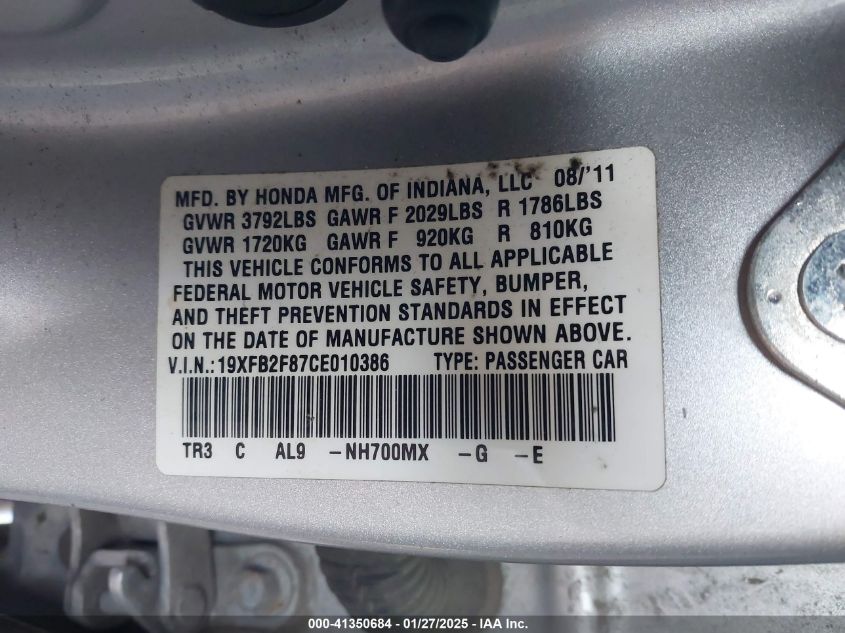 MFD. BY HONDA MFG. OF INDIANA, LLC 08/'11
GVWR 3792LBS GAWR F 2029LBS R 1786LBS
GVWR 1720KG GAWR F 920KG R 810KG
THIS VEHICLE CONFORMS TO ALL APPLICABLE
FEDERAL MOTOR VEHICLE SAFETY, BUMPER,
AND THEFT PREVENTION STANDARDS IN EFFECT
ON THE DATE OF MANUFACTURE SHOWN ABOVE.
V.I.N.:19XFB2F87CE010386 TYPE: PASSENGER CAR
TR3 C AL9 -NH700MX -G -E
000-41350684 - 01/27/2025 - IAA Inc.